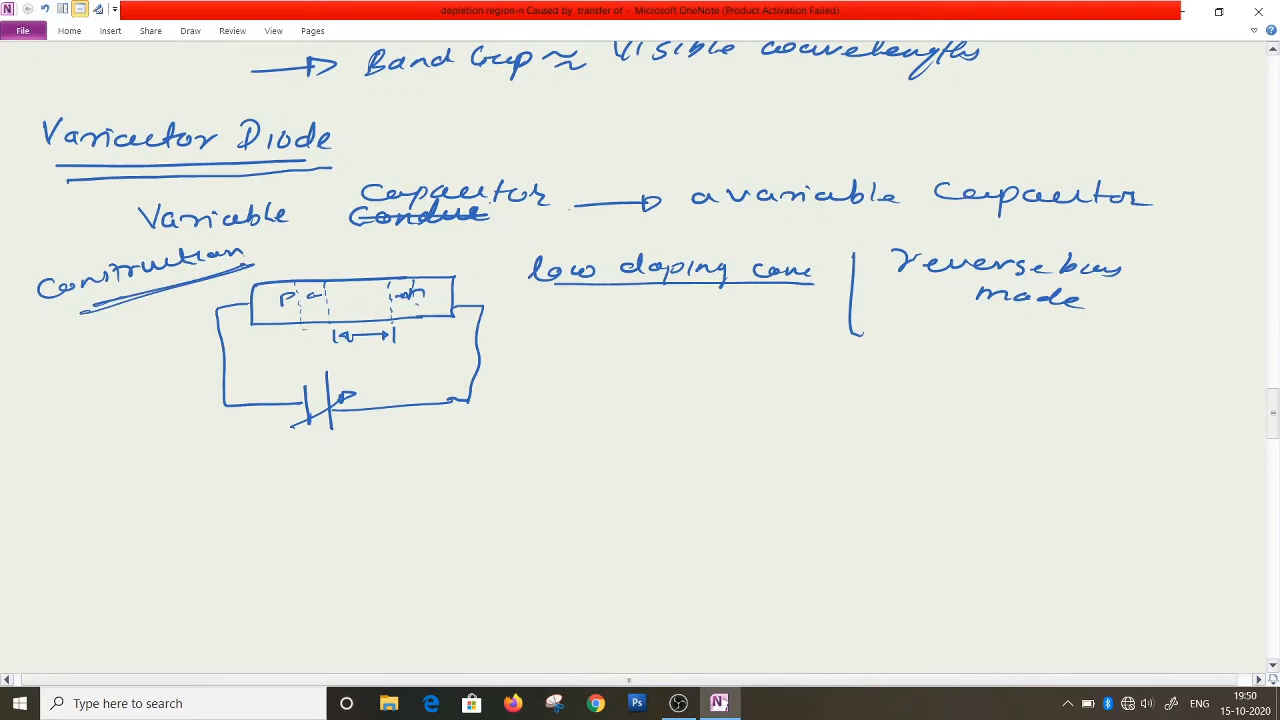 depletion region-n Caused by transfer of - Microsoft OneNote (Product Activation Failed)
File Home Insert Share Draw Review View Pages
→ Band Gap ≈ Visible wavelengths
Variactor Diode
Variable Capacitor → a variable Capacitor
Conduc
Construction
low doping conc
reverse bias
mode
P n
Type here to search
Ps
N
ENG
19:50
15-10-2020